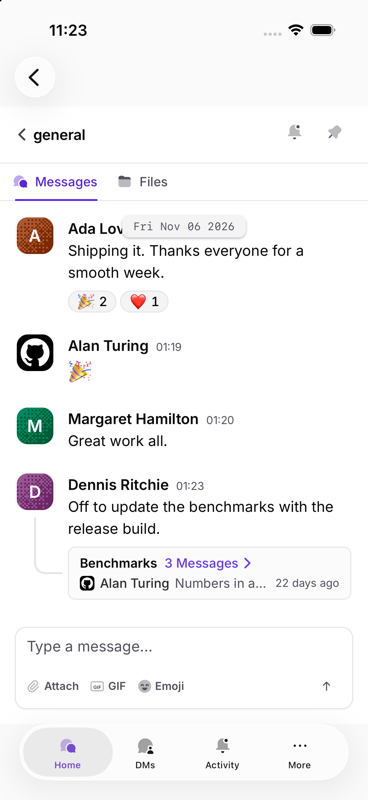 11:23
general
Messages
Files
Ada Lov
Fri Nov 06 2026
A
Shipping it. Thanks everyone for a
smooth week.
🎉 2
❤️ 1
Alan Turing 01:19
🎉
M
Margaret Hamilton 01:20
Great work all.
D
Dennis Ritchie 01:23
Off to update the benchmarks with the
release build.
Benchmarks 3 Messages
Alan Turing Numbers in a... 22 days ago
Type a message...
Attach
GIF GIF
Emoji
Home
DMs
Activity
More